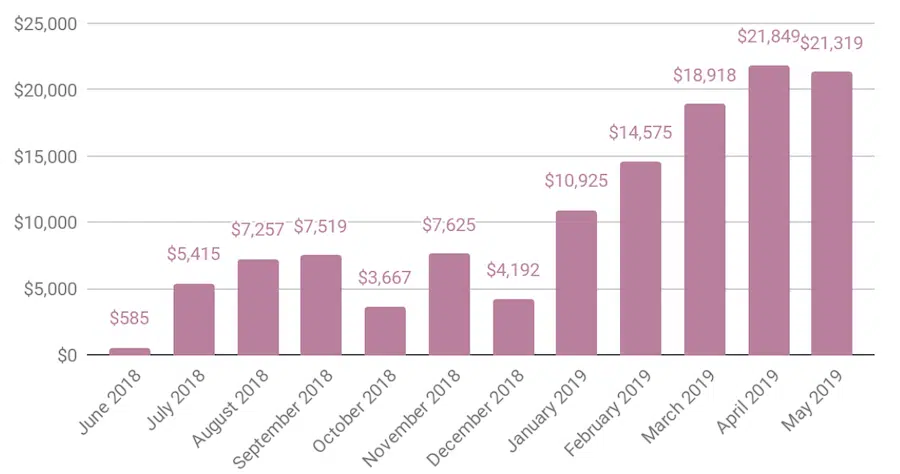 $25,000
$20,000
$15,000
$10,000
$5,000
$0
$585
$5,415
$7,257
$7,519
$3,667
$7,625
$4,192
$10,925
$14,575
$18,918
$21,849
$21,319
June 2018
July 2018
August 2018
September 2018
October 2018
November 2018
December 2018
January 2019
February 2019
March 2019
April 2019
May 2019